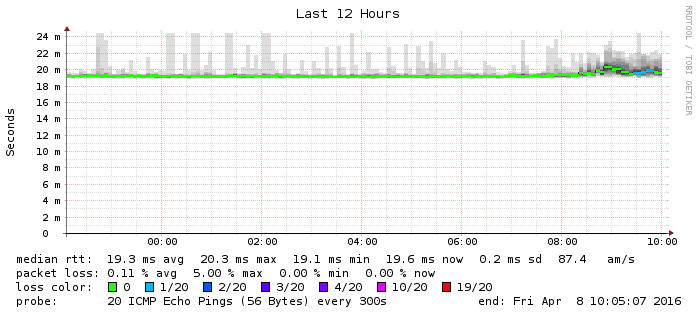 Last 12 Hours
RRDTOOL / TOBI OETIKER
Seconds
24 m
22 m
20 m
18 m
16 m
14 m
12 m
10 m
8 m
6 m
4 m
2 m
0
00:00 02:00 04:00 06:00 08:00 10:00
median rtt: 19.3 ms avg 20.3 ms max 19.1 ms min 19.6 ms now 0.2 ms sd 87.4 am/s
packet loss: 0.11 % avg 5.00 % max 0.00 % min 0.00 % now
loss color: 0 1/20 2/20 3/20 4/20 10/20 19/20
probe: 20 ICMP Echo Pings (56 Bytes) every 300s end: Fri Apr 8 10:05:07 2016